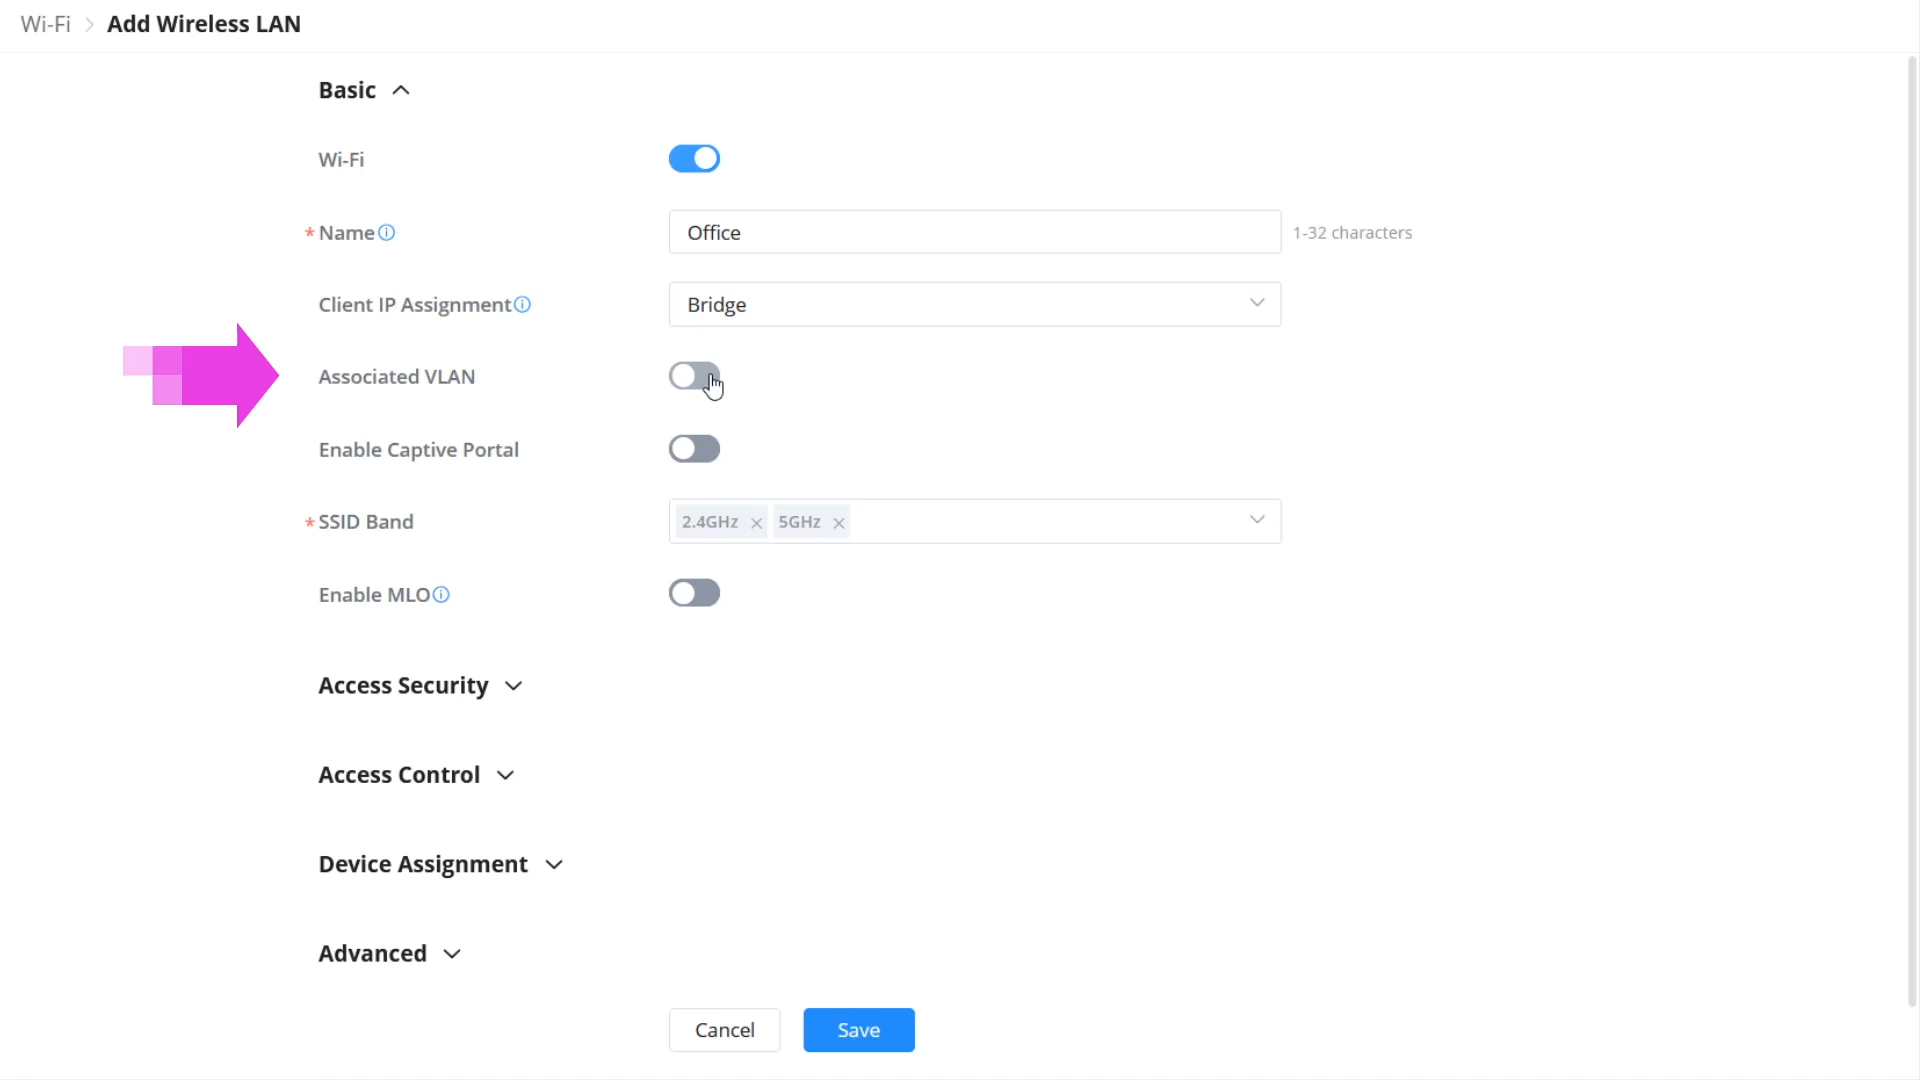 Wi-Fi > Add Wireless LAN
Basic
Wi-Fi
* Name
Office
1-32 characters
Client IP Assignment
Bridge
Associated VLAN
Enable Captive Portal
* SSID Band
2.4GHz × 5GHz ×
Enable MLO
Access Security
Access Control
Device Assignment
Advanced
Cancel
Save